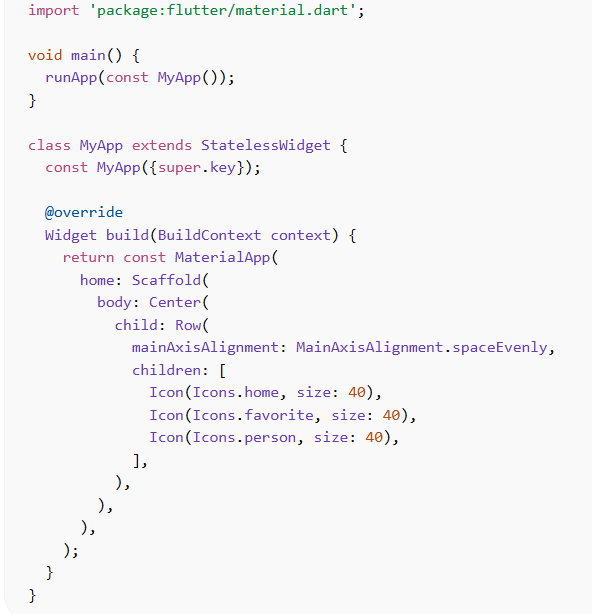 import 'package:flutter/material.dart';

void main() {
  runApp(const MyApp());
}

class MyApp extends StatelessWidget {
  const MyApp({super.key});

  @override
  Widget build(BuildContext context) {
    return const MaterialApp(
      home: Scaffold(
        body: Center(
          child: Row(
            mainAxisAlignment: MainAxisAlignment.spaceEvenly,
            children: [
              Icon(Icons.home, size: 40),
              Icon(Icons.favorite, size: 40),
              Icon(Icons.person, size: 40),
            ],
          ),
        ),
      ),
    );
  }
}